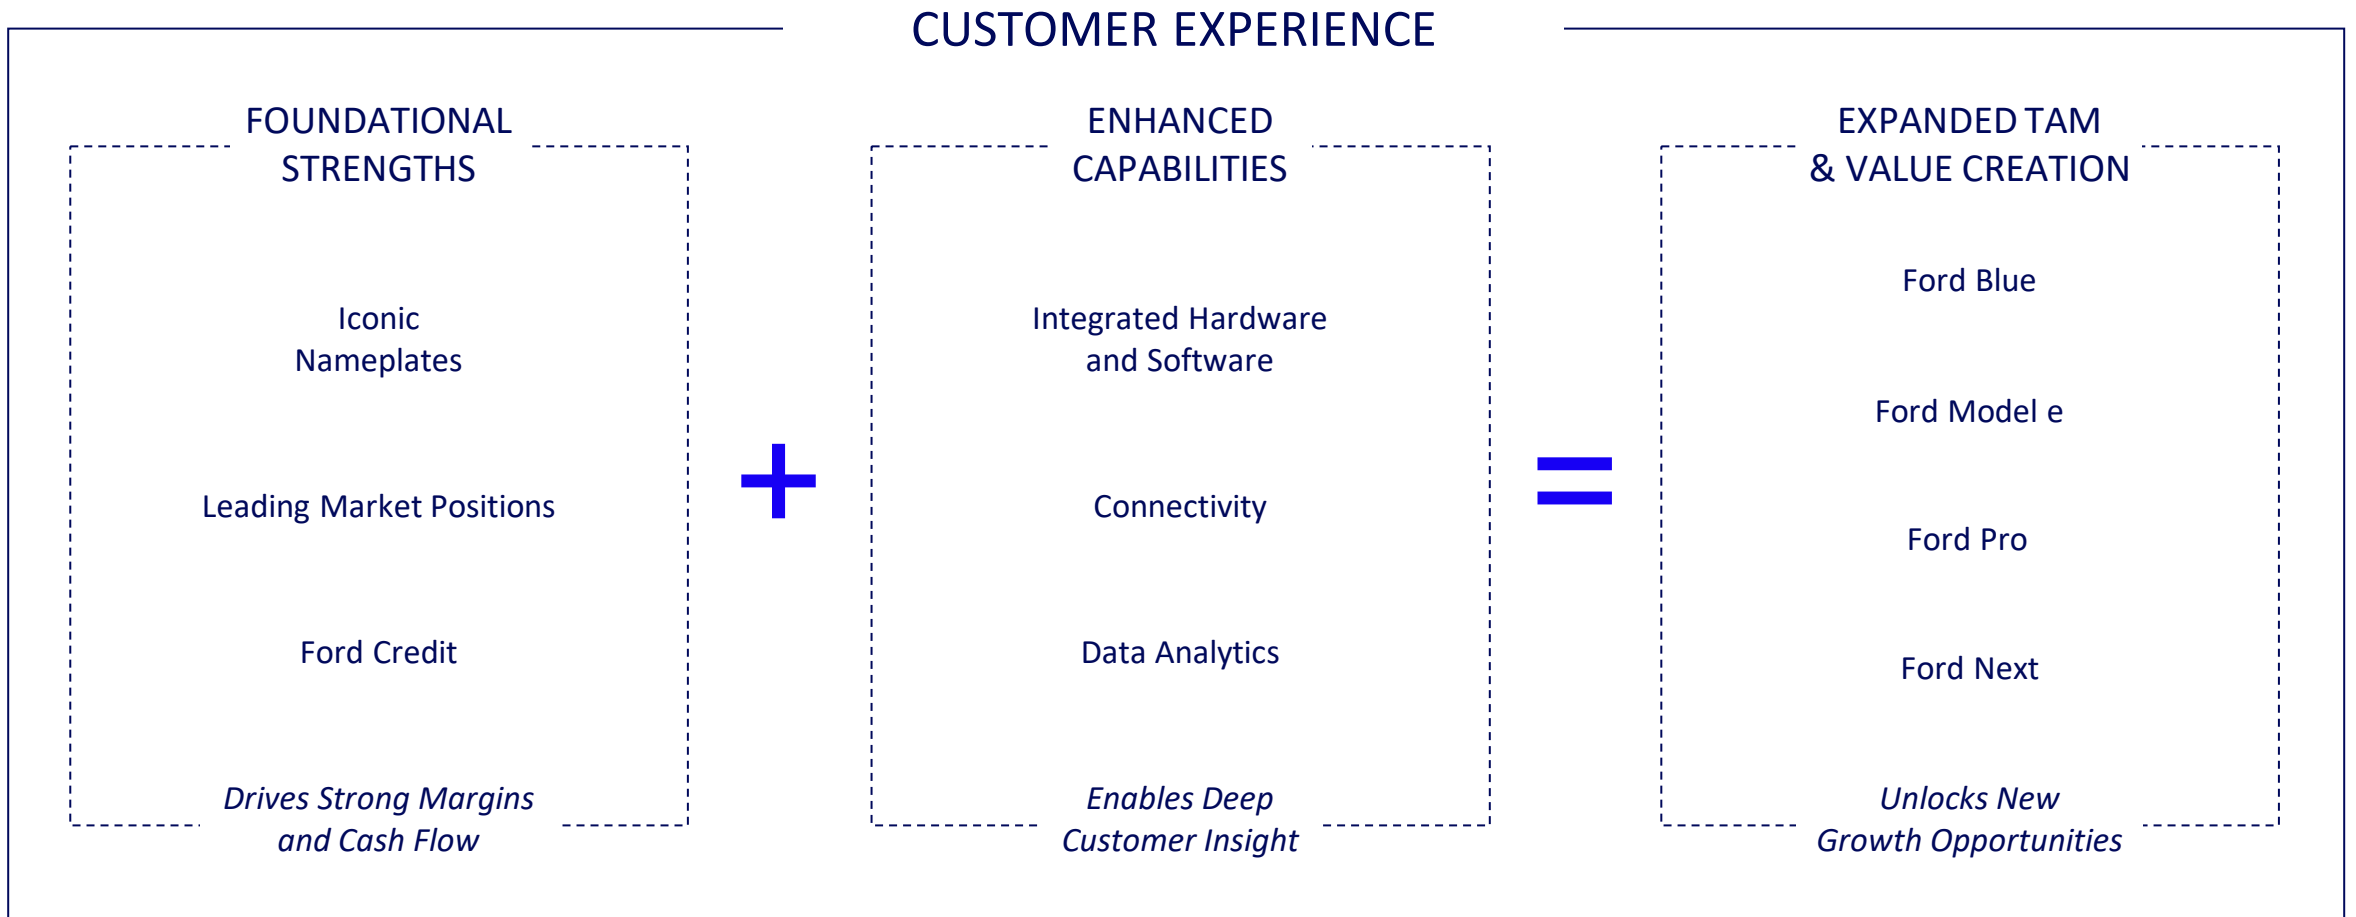 CUSTOMER EXPERIENCE
FOUNDATIONAL
STRENGTHS
Iconic
Nameplates
Leading Market Positions
Ford Credit
Drives Strong Margins
and Cash Flow
+
ENHANCED
CAPABILITIES
Integrated Hardware
and Software
Connectivity
Data Analytics
Enables Deep
Customer Insight
=
EXPANDED TAM
& VALUE CREATION
Ford Blue
Ford Model e
Ford Pro
Ford Next
Unlocks New
Growth Opportunities